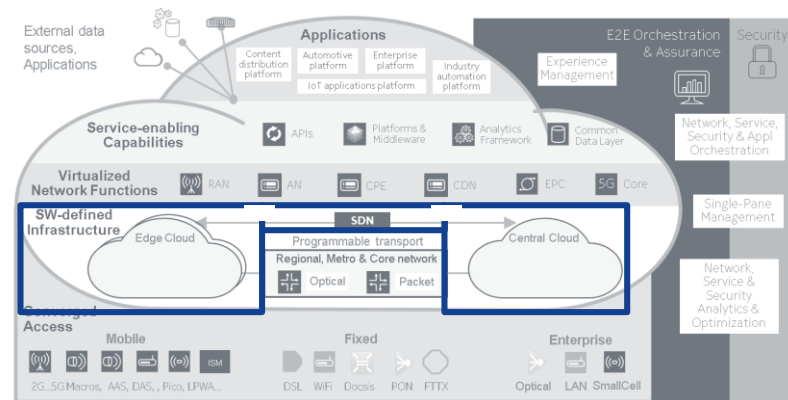 External data
sources,
Applications
Applications
Content
distribution
platform
Automotive
platform
Enterprise
platform
IoT applications platform
Industry
automation
platform
E2E Orchestration
& Assurance
Security
Experience
Management
Network, Service,
Security & Appl.
Orchestration
Single-Pane
Management
Network,
Service &
Security
Analytics &
Optimization
Service-enabling
Capabilities
APIs
Platforms &
Middleware
Analytics
Framework
Common
Data Layer
Virtualized
Network Functions
RAN
AN
CPE
CDN
EPC
5G Core
SW-defined
Infrastructure
SDN
Edge Cloud
Programmable transport
Central Cloud
Regional, Metro & Core network
Optical
Packet
Converged
Access
Mobile
Fixed
Enterprise
ISM
2G...5G Macros, AAS, DAS, , Pico, LPWA...
DSL WiFi Docsis PON FTTX
Optical LAN SmallCell